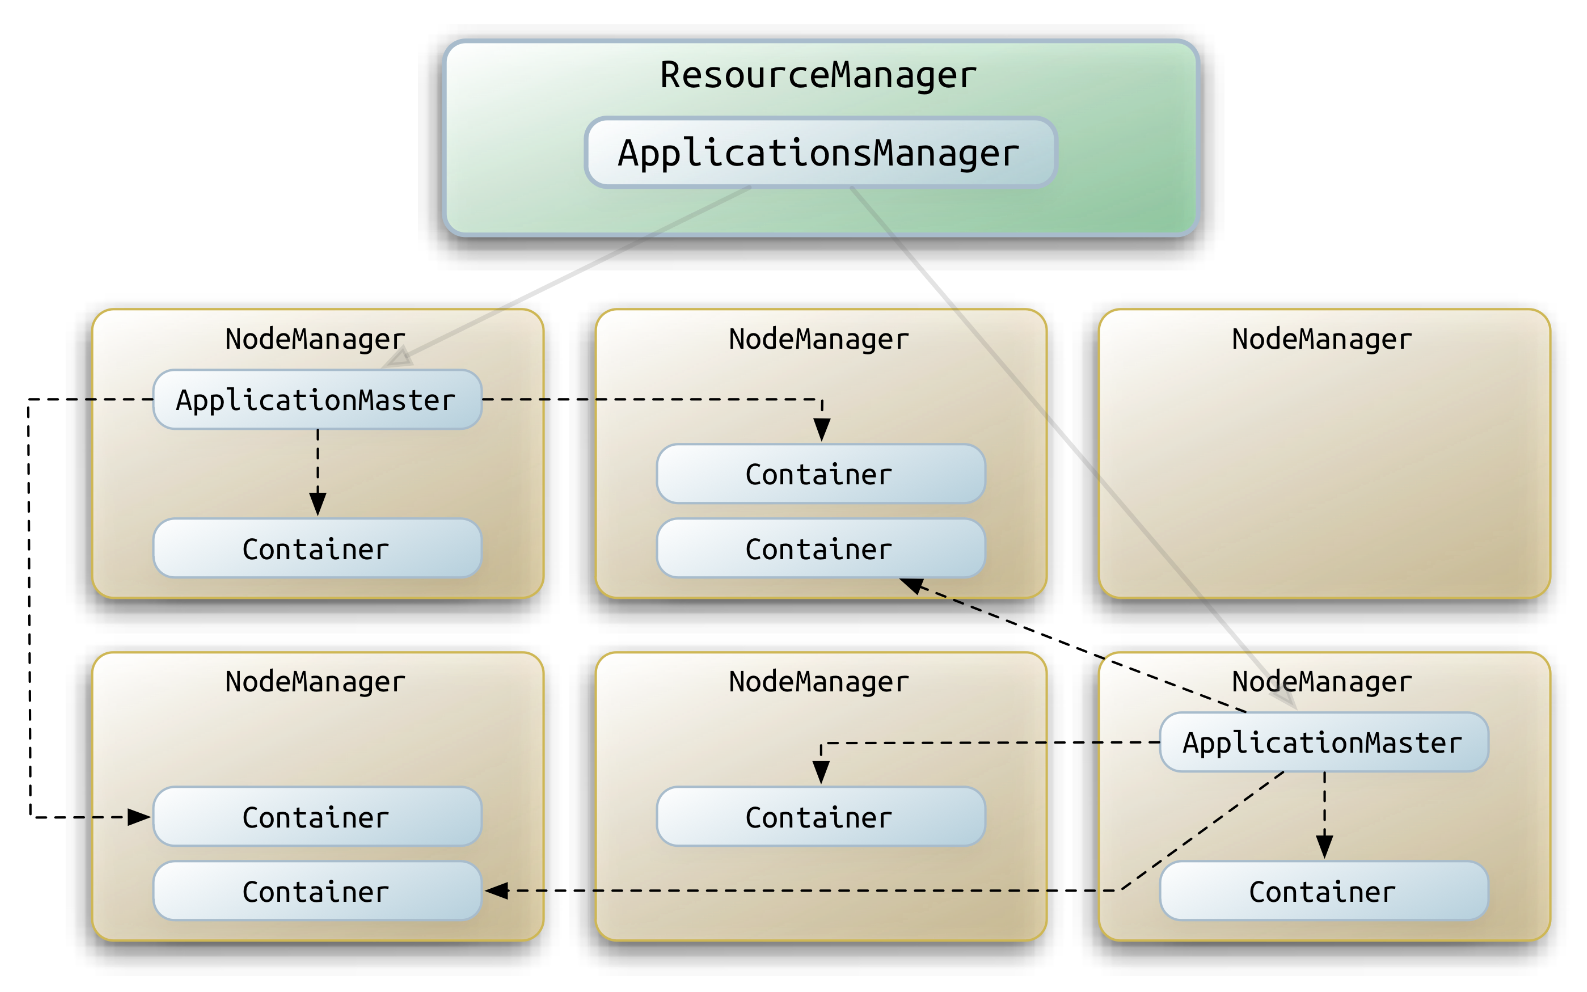 ResourceManager
ApplicationsManager
NodeManager
ApplicationMaster
Container
NodeManager
Container
Container
NodeManager
NodeManager
Container
Container
NodeManager
Container
NodeManager
ApplicationMaster
Container